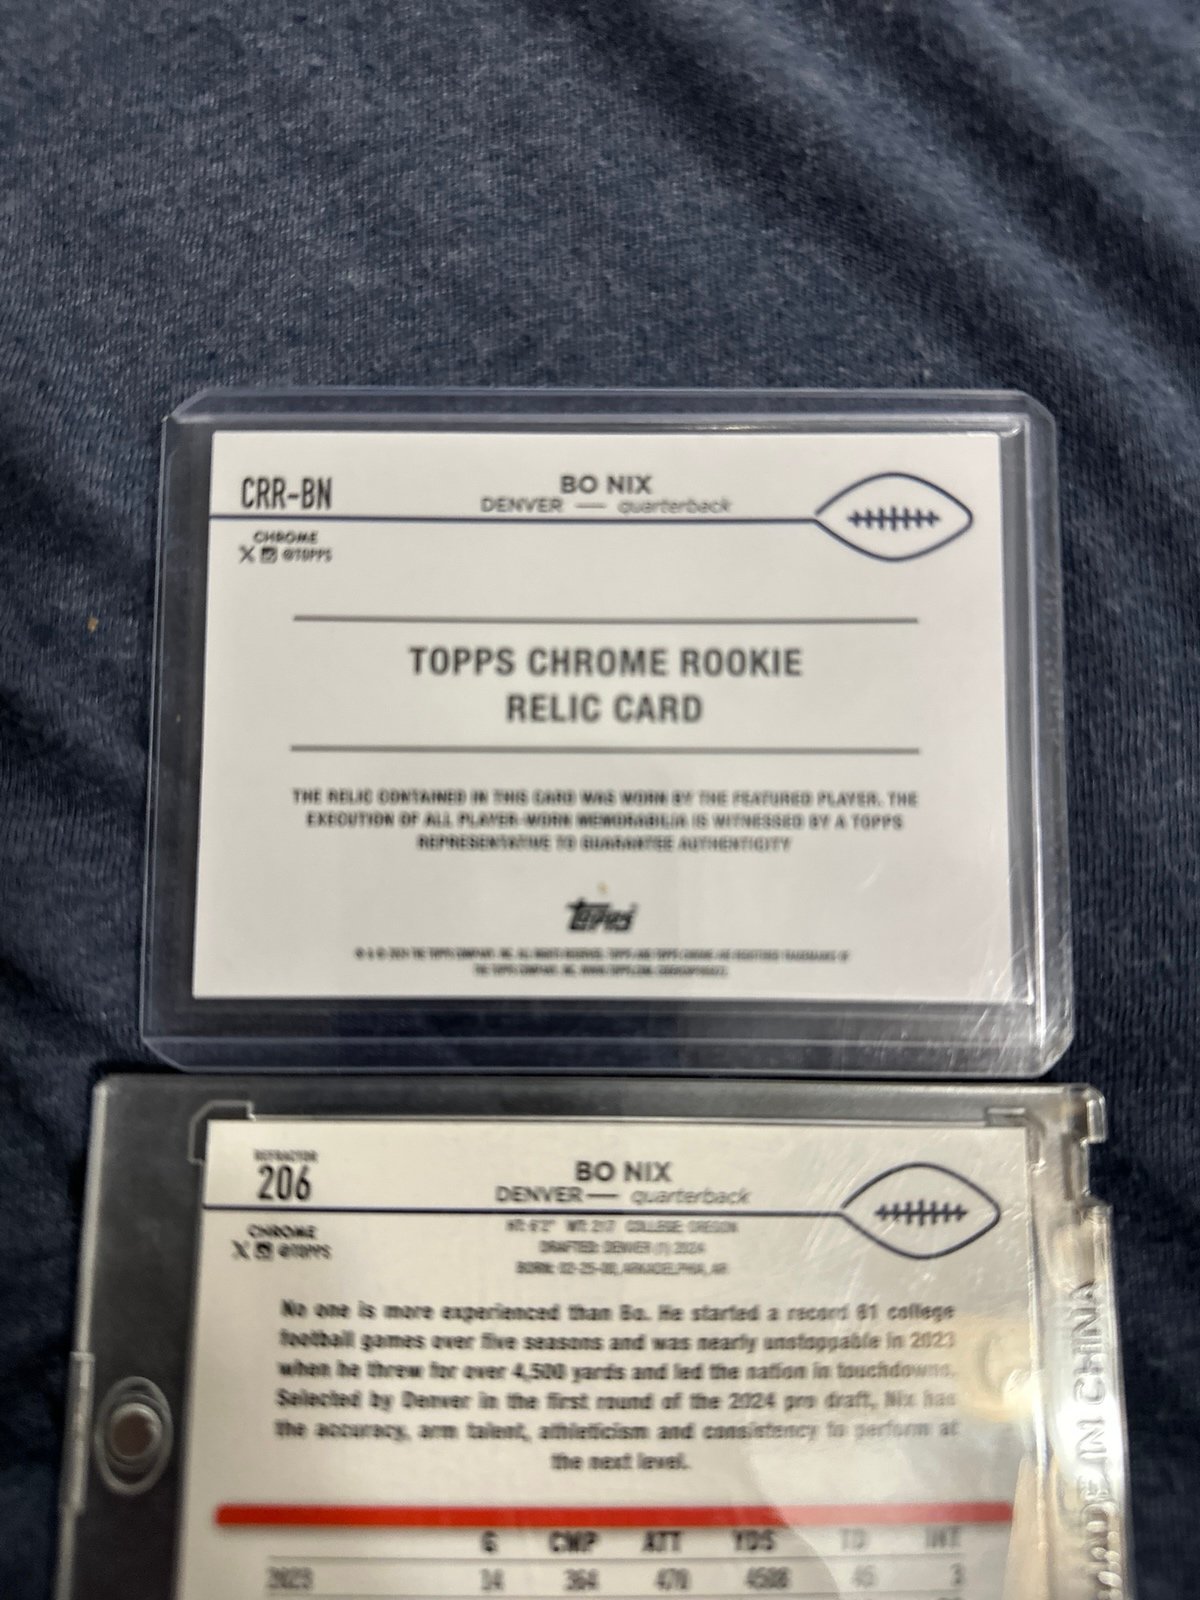 CRR-BN
BO NIX
DENVER — quarterback
CHROME
@TOPPS
TOPPS CHROME ROOKIE
RELIC CARD
THE RELIC CONTAINED IN THIS CARD WAS WORN BY THE FEATURED PLAYER. THE
EXECUTION OF ALL PLAYER-WORN MEMORABILIA IS WITNESSED BY A TOPPS
REPRESENTATIVE TO GUARANTEE AUTHENTICITY
Topps
REFRACTOR
206
BO NIX
DENVER — quarterback
CHROME
@TOPPS
HT: 6'2" WT: 217 COLLEGE: OREGON
DRAFTED: DENVER (1) 2024
BORN: 02-25-00, ARKADELPHIA, AR
No one is more experienced than Bo. He started a record 61 college
football games over five seasons and was nearly unstoppable in 2023
when he threw for over 4,500 yards and led the nation in touchdowns.
Selected by Denver in the first round of the 2024 pro draft, Nix has
the accuracy, arm talent, athleticism and consistency to perform at
the next level.
G CMP ATT YDS TD INT
2023 14 364 470 4508 45 3
MADE IN CHINA